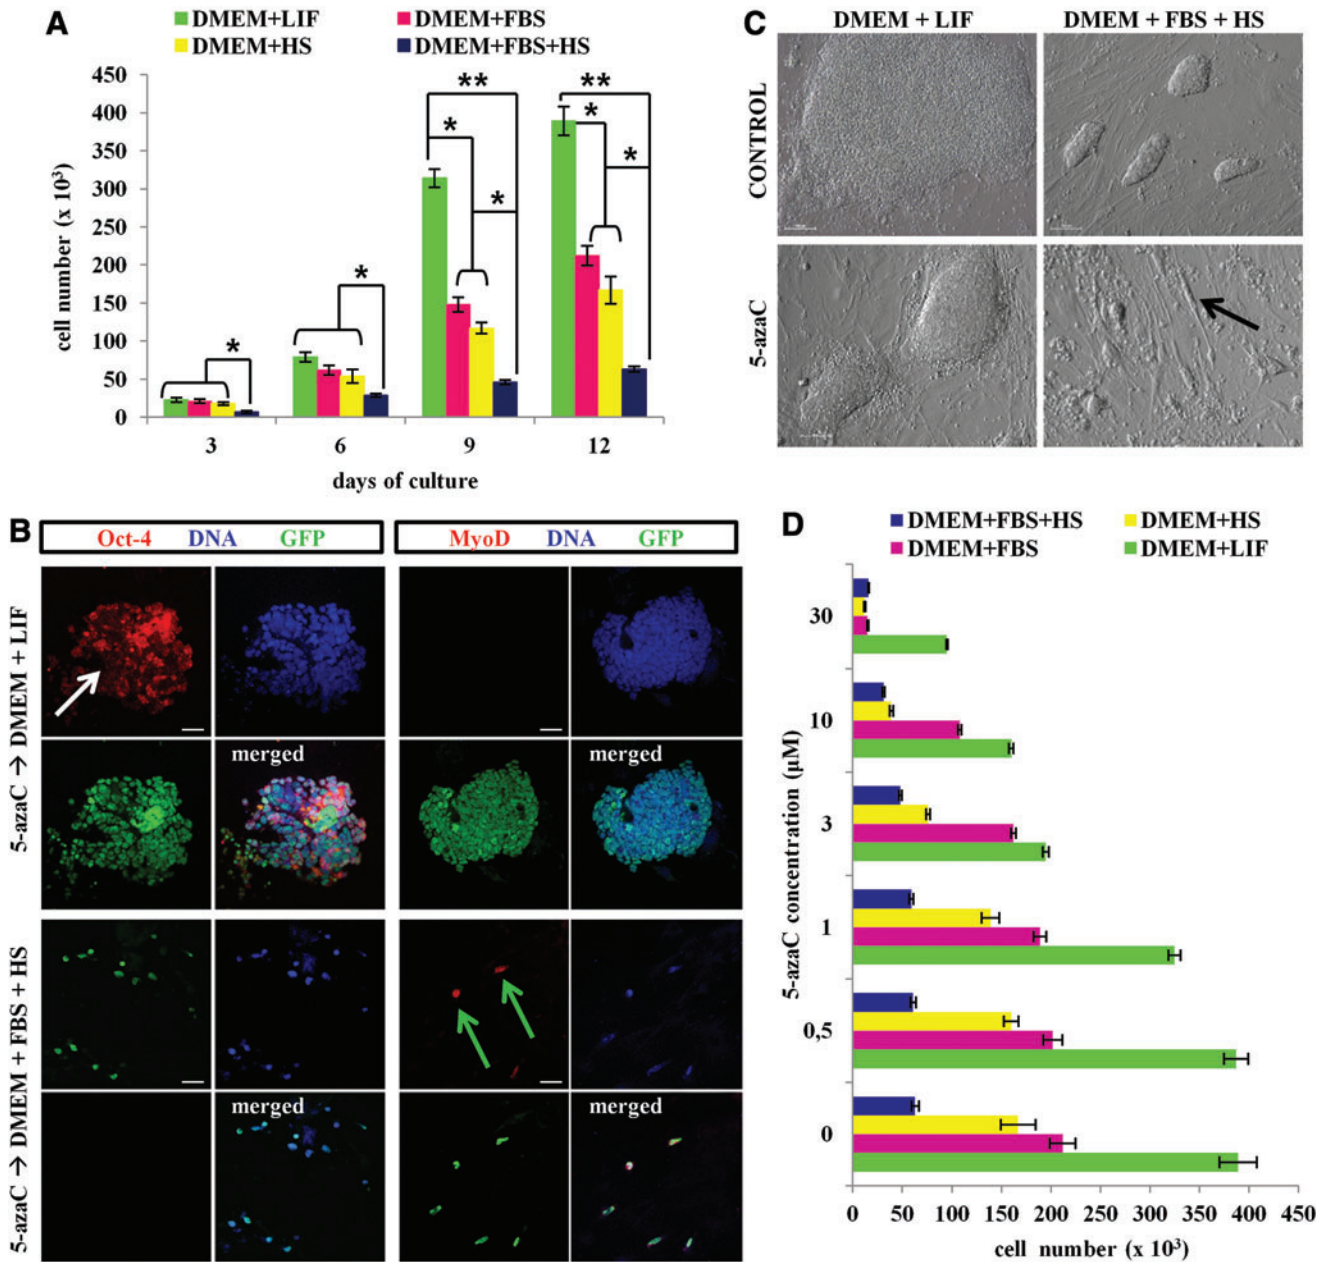 A
DMEM+LIF
DMEM+FBS
DMEM+HS
DMEM+FBS+HS
450
400
350
300
250
200
150
100
50
0
cell number (x 10³)
* * ** * * ** * *
3 6 9 12
days of culture
C
DMEM + LIF
DMEM + FBS + HS
CONTROL
5-azaC
B
Oct-4 DNA GFP
MyoD DNA GFP
5-azaC → DMEM + LIF
merged
merged
5-azaC → DMEM + FBS + HS
merged
merged
D
DMEM+FBS+HS
DMEM+HS
DMEM+FBS
DMEM+LIF
5-azaC concentration (µM)
30
10
3
1
0,5
0
0 50 100 150 200 250 300 350 400 450
cell number (x 10³)